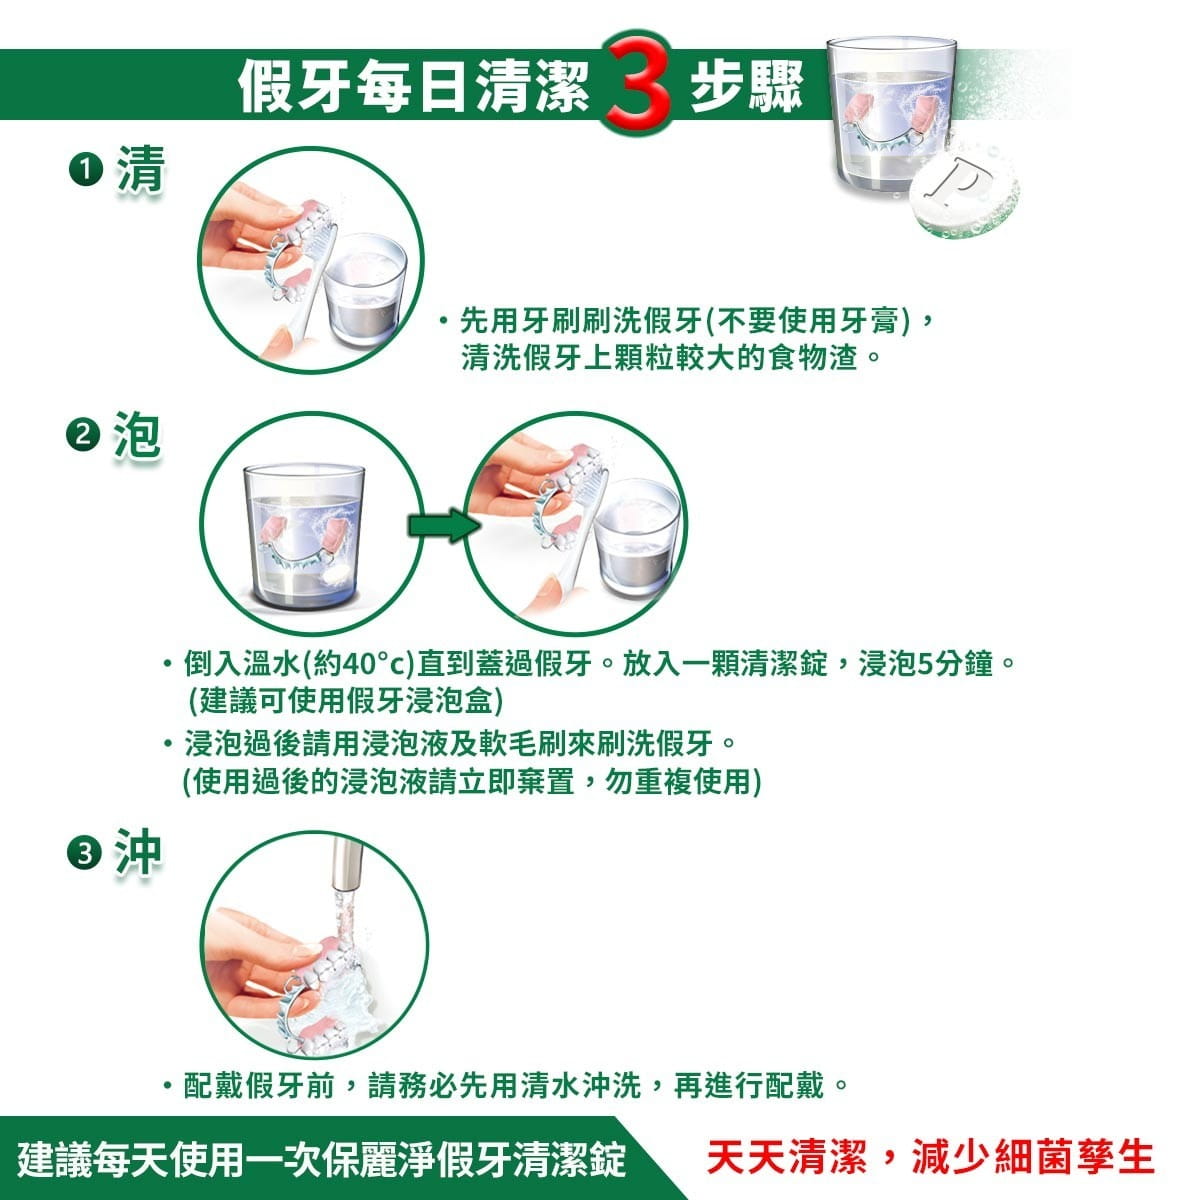 假牙每日清潔3步驟
P
1 清
・先用牙刷刷洗假牙(不要使用牙膏)，
清洗假牙上顆粒較大的食物渣。
2 泡
・倒入溫水(約40°c)直到蓋過假牙。放入一顆清潔錠，浸泡5分鐘。
(建議可使用假牙浸泡盒)
・浸泡過後請用浸泡液及軟毛刷來刷洗假牙。
(使用過後的浸泡液請立即棄置，勿重複使用)
3 沖
・配戴假牙前，請務必先用清水沖洗，再進行配戴。
建議每天使用一次保麗淨假牙清潔錠
天天清潔，減少細菌孳生